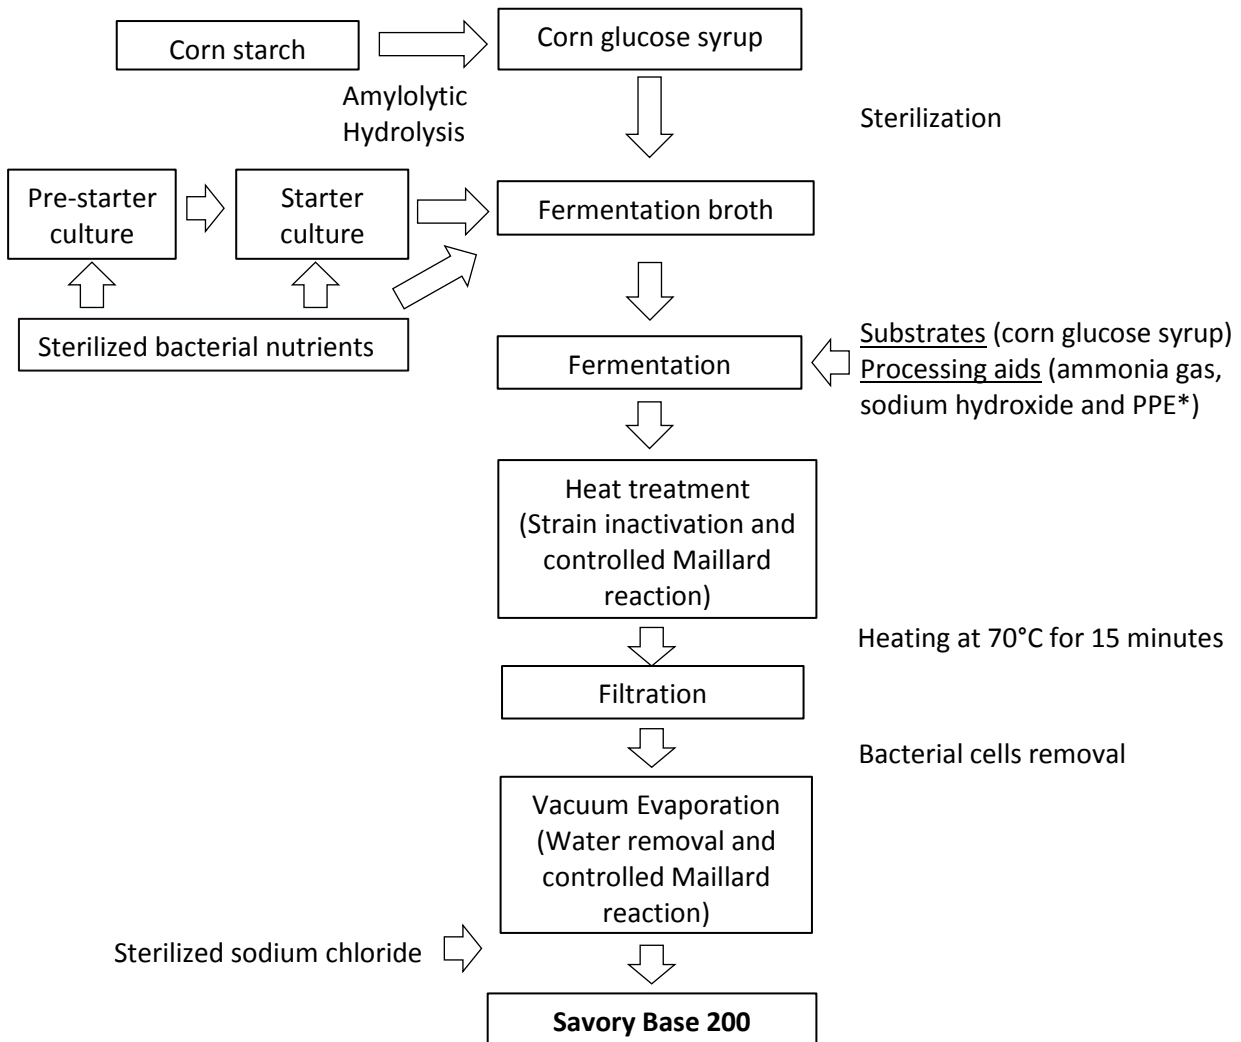 Corn starch
Corn glucose syrup
Amylolytic
Hydrolysis
Sterilization
Pre-starter
culture
Starter
culture
Fermentation broth
Sterilized bacterial nutrients
Fermentation
Substrates (corn glucose syrup)
Processing aids (ammonia gas,
sodium hydroxide and PPE*)
Heat treatment
(Strain inactivation and
controlled Maillard
reaction)
Heating at 70°C for 15 minutes
Filtration
Bacterial cells removal
Vacuum Evaporation
(Water removal and
controlled Maillard
reaction)
Sterilized sodium chloride
Savory Base 200